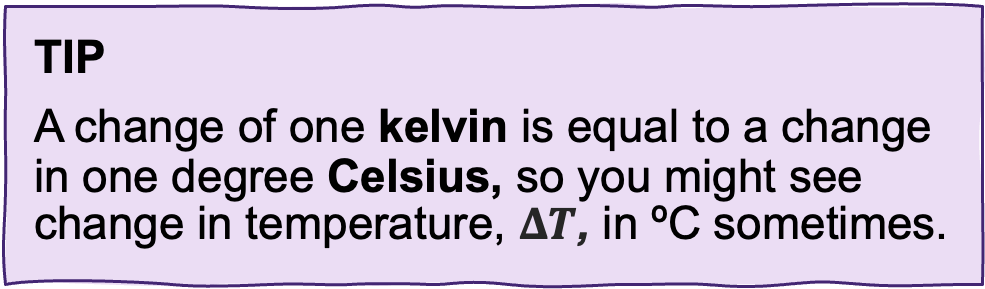 TIP
A change of one kelvin is equal to a change
in one degree Celsius, so you might see
change in temperature, ΔT, in ºC sometimes.